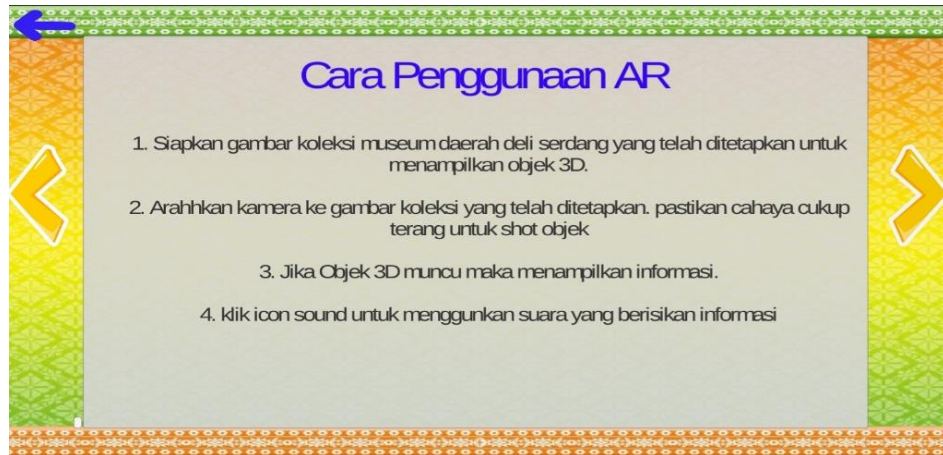 Cara Penggunaan AR
1. Siapkan gambar koleksi museum daerah deli serdang yang telah ditetapkan untuk
menampilkan objek 3D.
2. Arahhkan kamera ke gambar koleksi yang telah ditetapkan. pastikan cahaya cukup
terang untuk shot objek
3. Jika Objek 3D muncu maka menampilkan informasi.
4. klik icon sound untuk menggunkan suara yang berisikan informasi